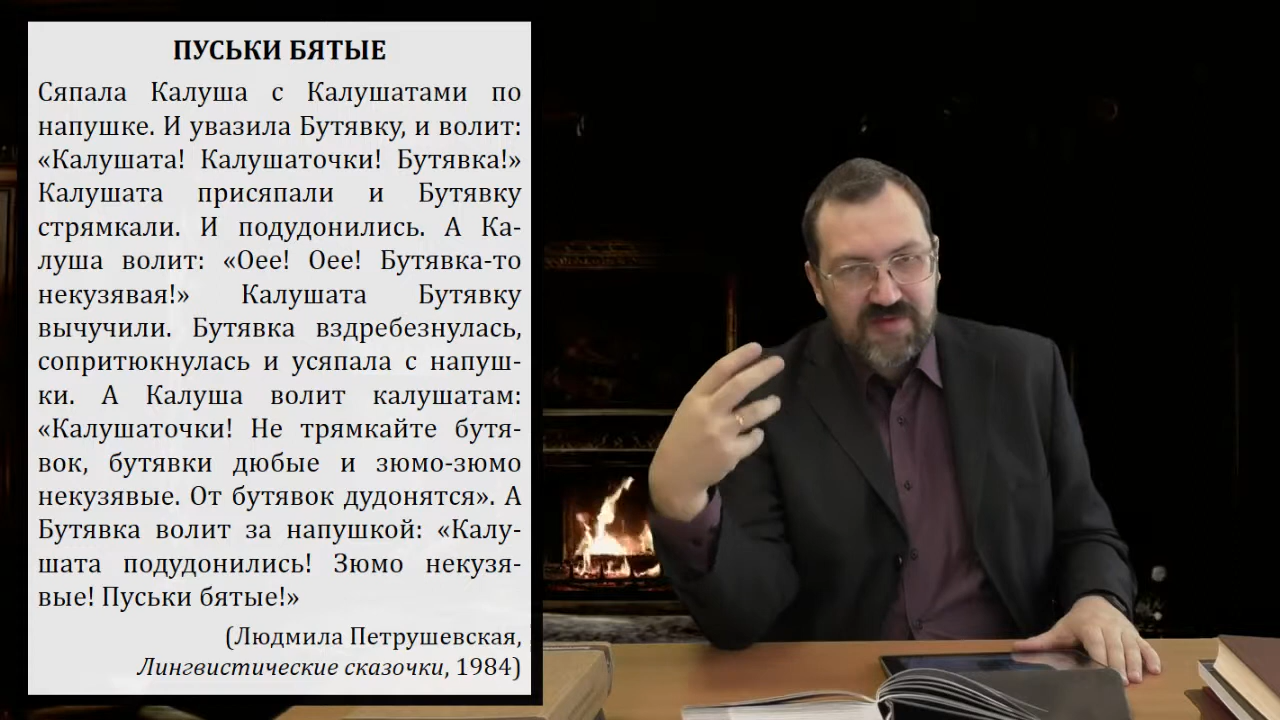 ПУСЬКИ БЯТЫЕ
Сяпала Калуша с Калушатами по
напушке. И увазила Бутявку, и волит:
«Калушата! Калушаточки! Бутявка!»
Калушата присяпали и Бутявку
стрямкали. И подудонились. А Ка-
луша волит: «Оее! Оее! Бутявка-то
некузявая!» Калушата Бутявку
вычучили. Бутявка вздребезнулась,
сопритюкнулась и усяпала с напуш-
ки. А Калуша волит калушатам:
«Калушаточки! Не трямкайте бутя-
вок, бутявки дюбые и зюмо-зюмо
некузявые. От бутявок дудонятся». А
Бутявка волит за напушкой: «Калу-
шата подудонились! Зюмо некузя-
вые! Пуськи бятые!»
(Людмила Петрушевская,
Лингвистические сказочки, 1984)